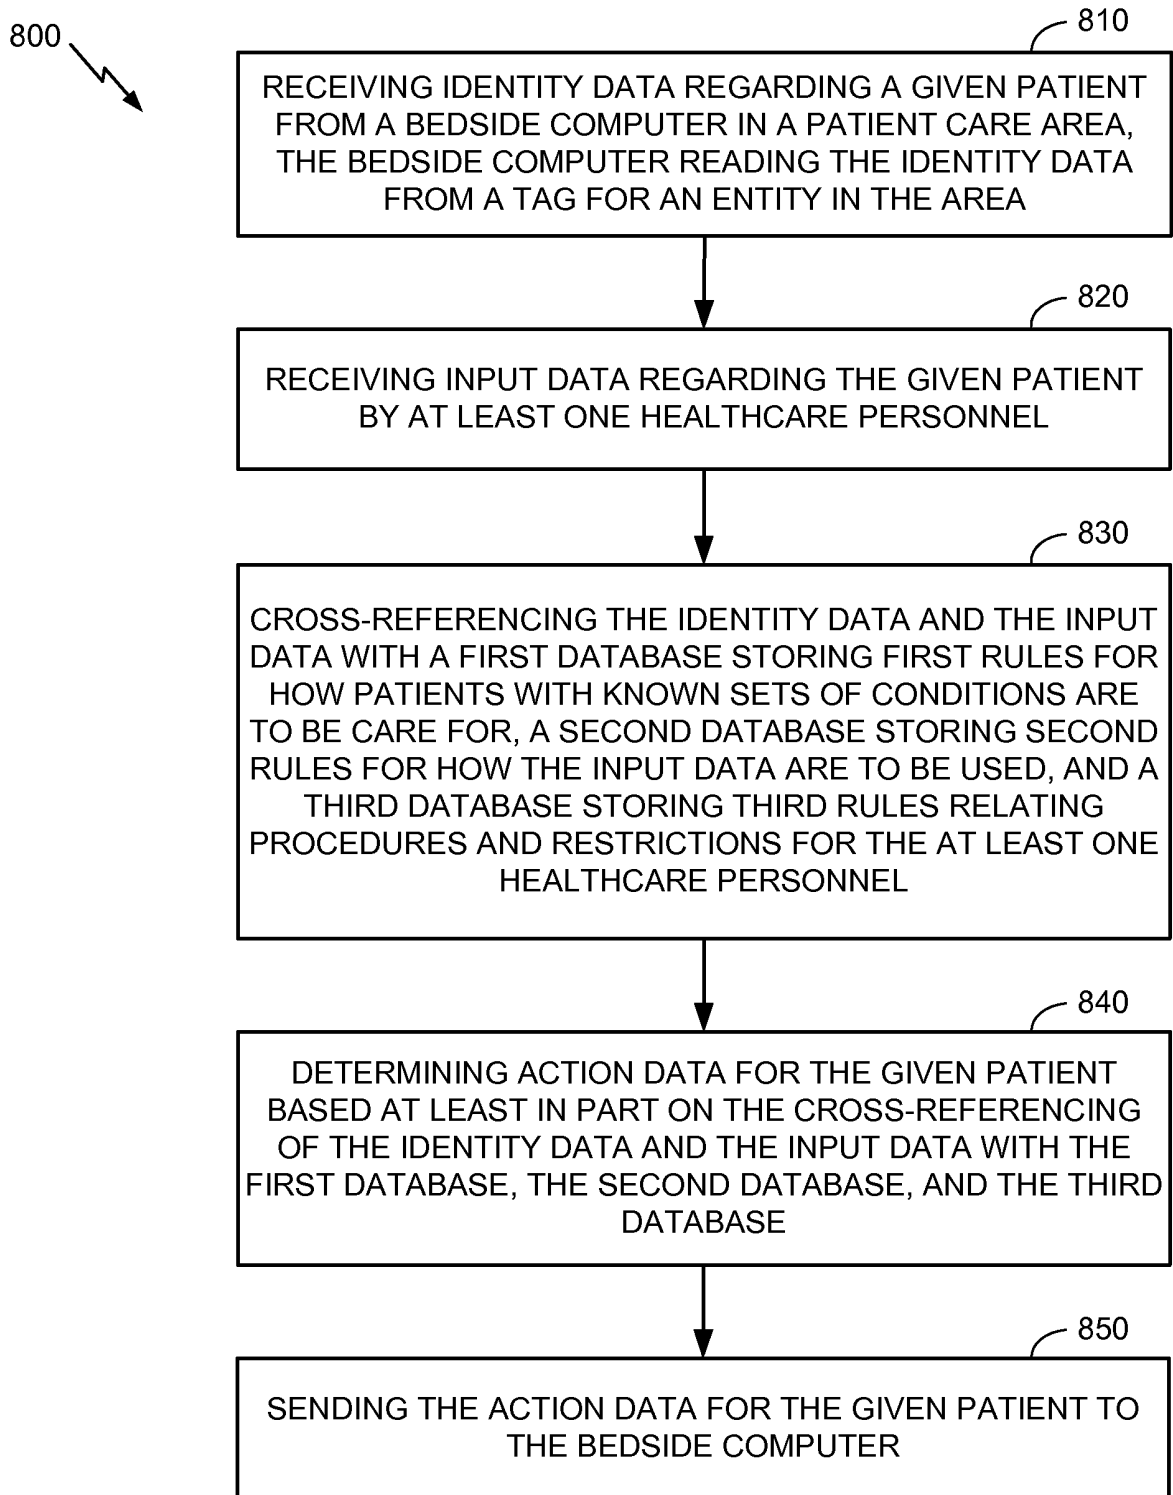 800
810
RECEIVING IDENTITY DATA REGARDING A GIVEN PATIENT
FROM A BEDSIDE COMPUTER IN A PATIENT CARE AREA,
THE BEDSIDE COMPUTER READING THE IDENTITY DATA
FROM A TAG FOR AN ENTITY IN THE AREA
820
RECEIVING INPUT DATA REGARDING THE GIVEN PATIENT
BY AT LEAST ONE HEALTHCARE PERSONNEL
830
CROSS-REFERENCING THE IDENTITY DATA AND THE INPUT
DATA WITH A FIRST DATABASE STORING FIRST RULES FOR
HOW PATIENTS WITH KNOWN SETS OF CONDITIONS ARE
TO BE CARE FOR, A SECOND DATABASE STORING SECOND
RULES FOR HOW THE INPUT DATA ARE TO BE USED, AND A
THIRD DATABASE STORING THIRD RULES RELATING
PROCEDURES AND RESTRICTIONS FOR THE AT LEAST ONE
HEALTHCARE PERSONNEL
840
DETERMINING ACTION DATA FOR THE GIVEN PATIENT
BASED AT LEAST IN PART ON THE CROSS-REFERENCING
OF THE IDENTITY DATA AND THE INPUT DATA WITH THE
FIRST DATABASE, THE SECOND DATABASE, AND THE THIRD
DATABASE
850
SENDING THE ACTION DATA FOR THE GIVEN PATIENT TO
THE BEDSIDE COMPUTER